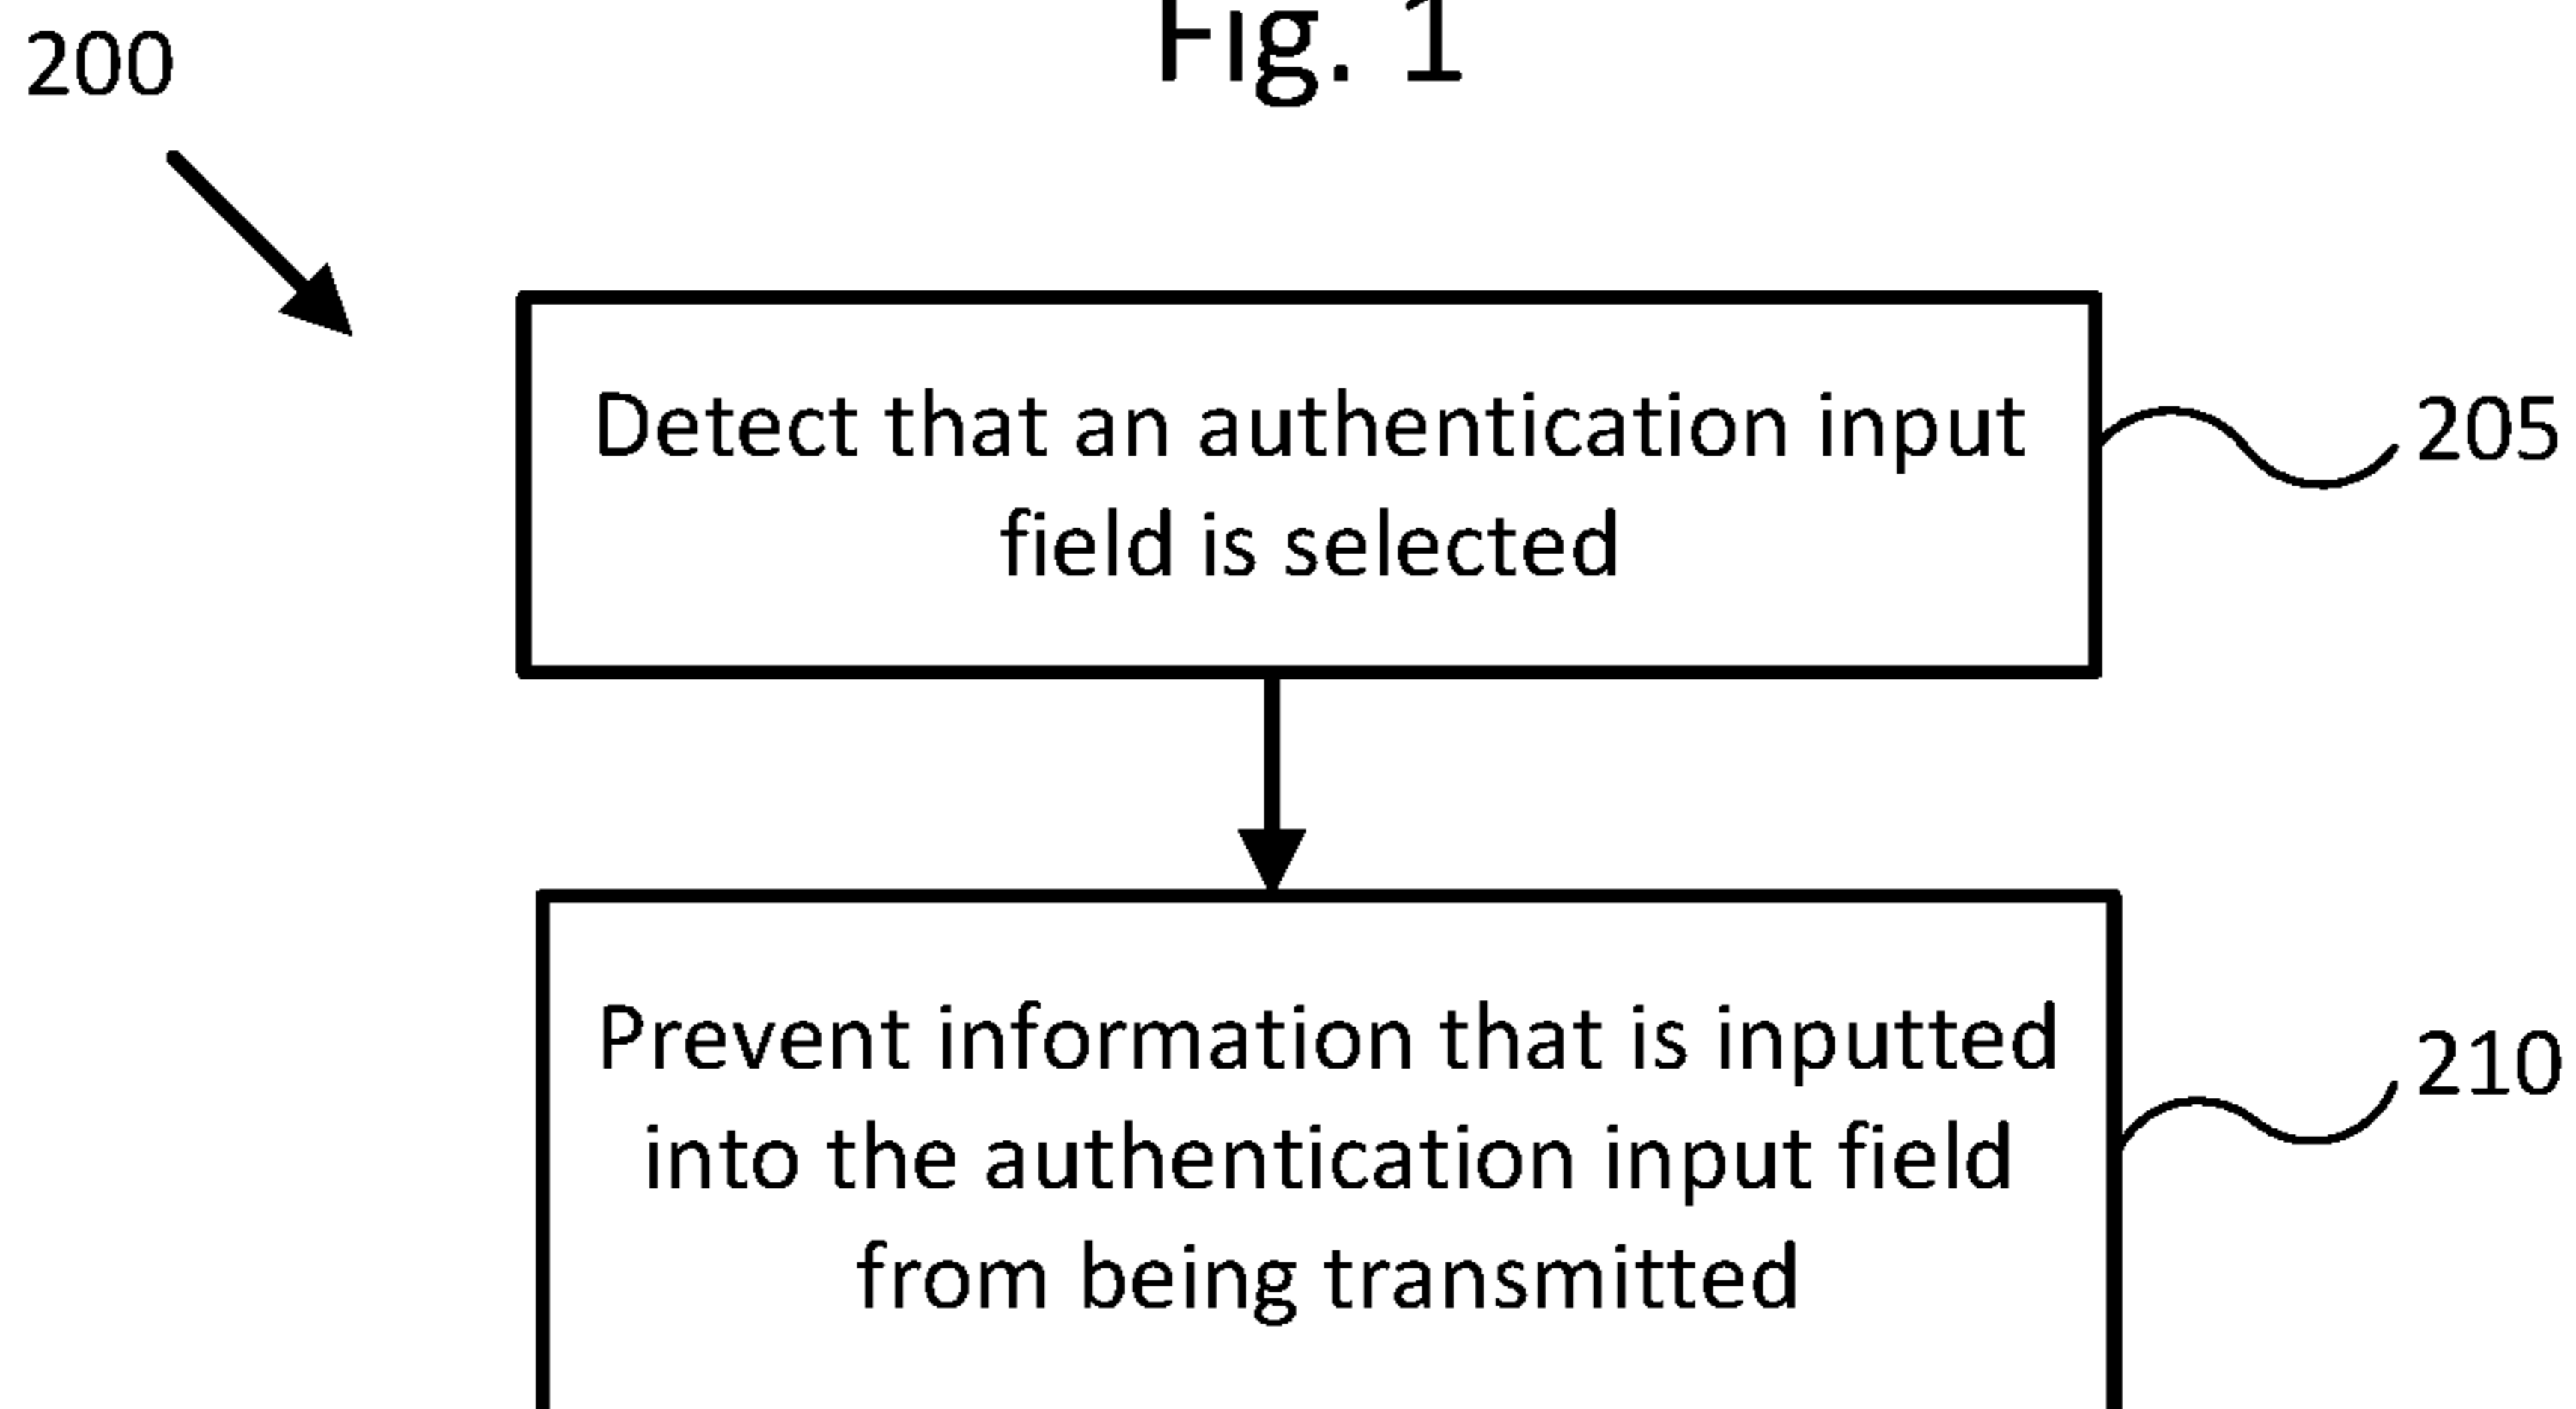 Fig. 1
200
Detect that an authentication input
field is selected
205
Prevent information that is inputted
into the authentication input field
from being transmitted
210